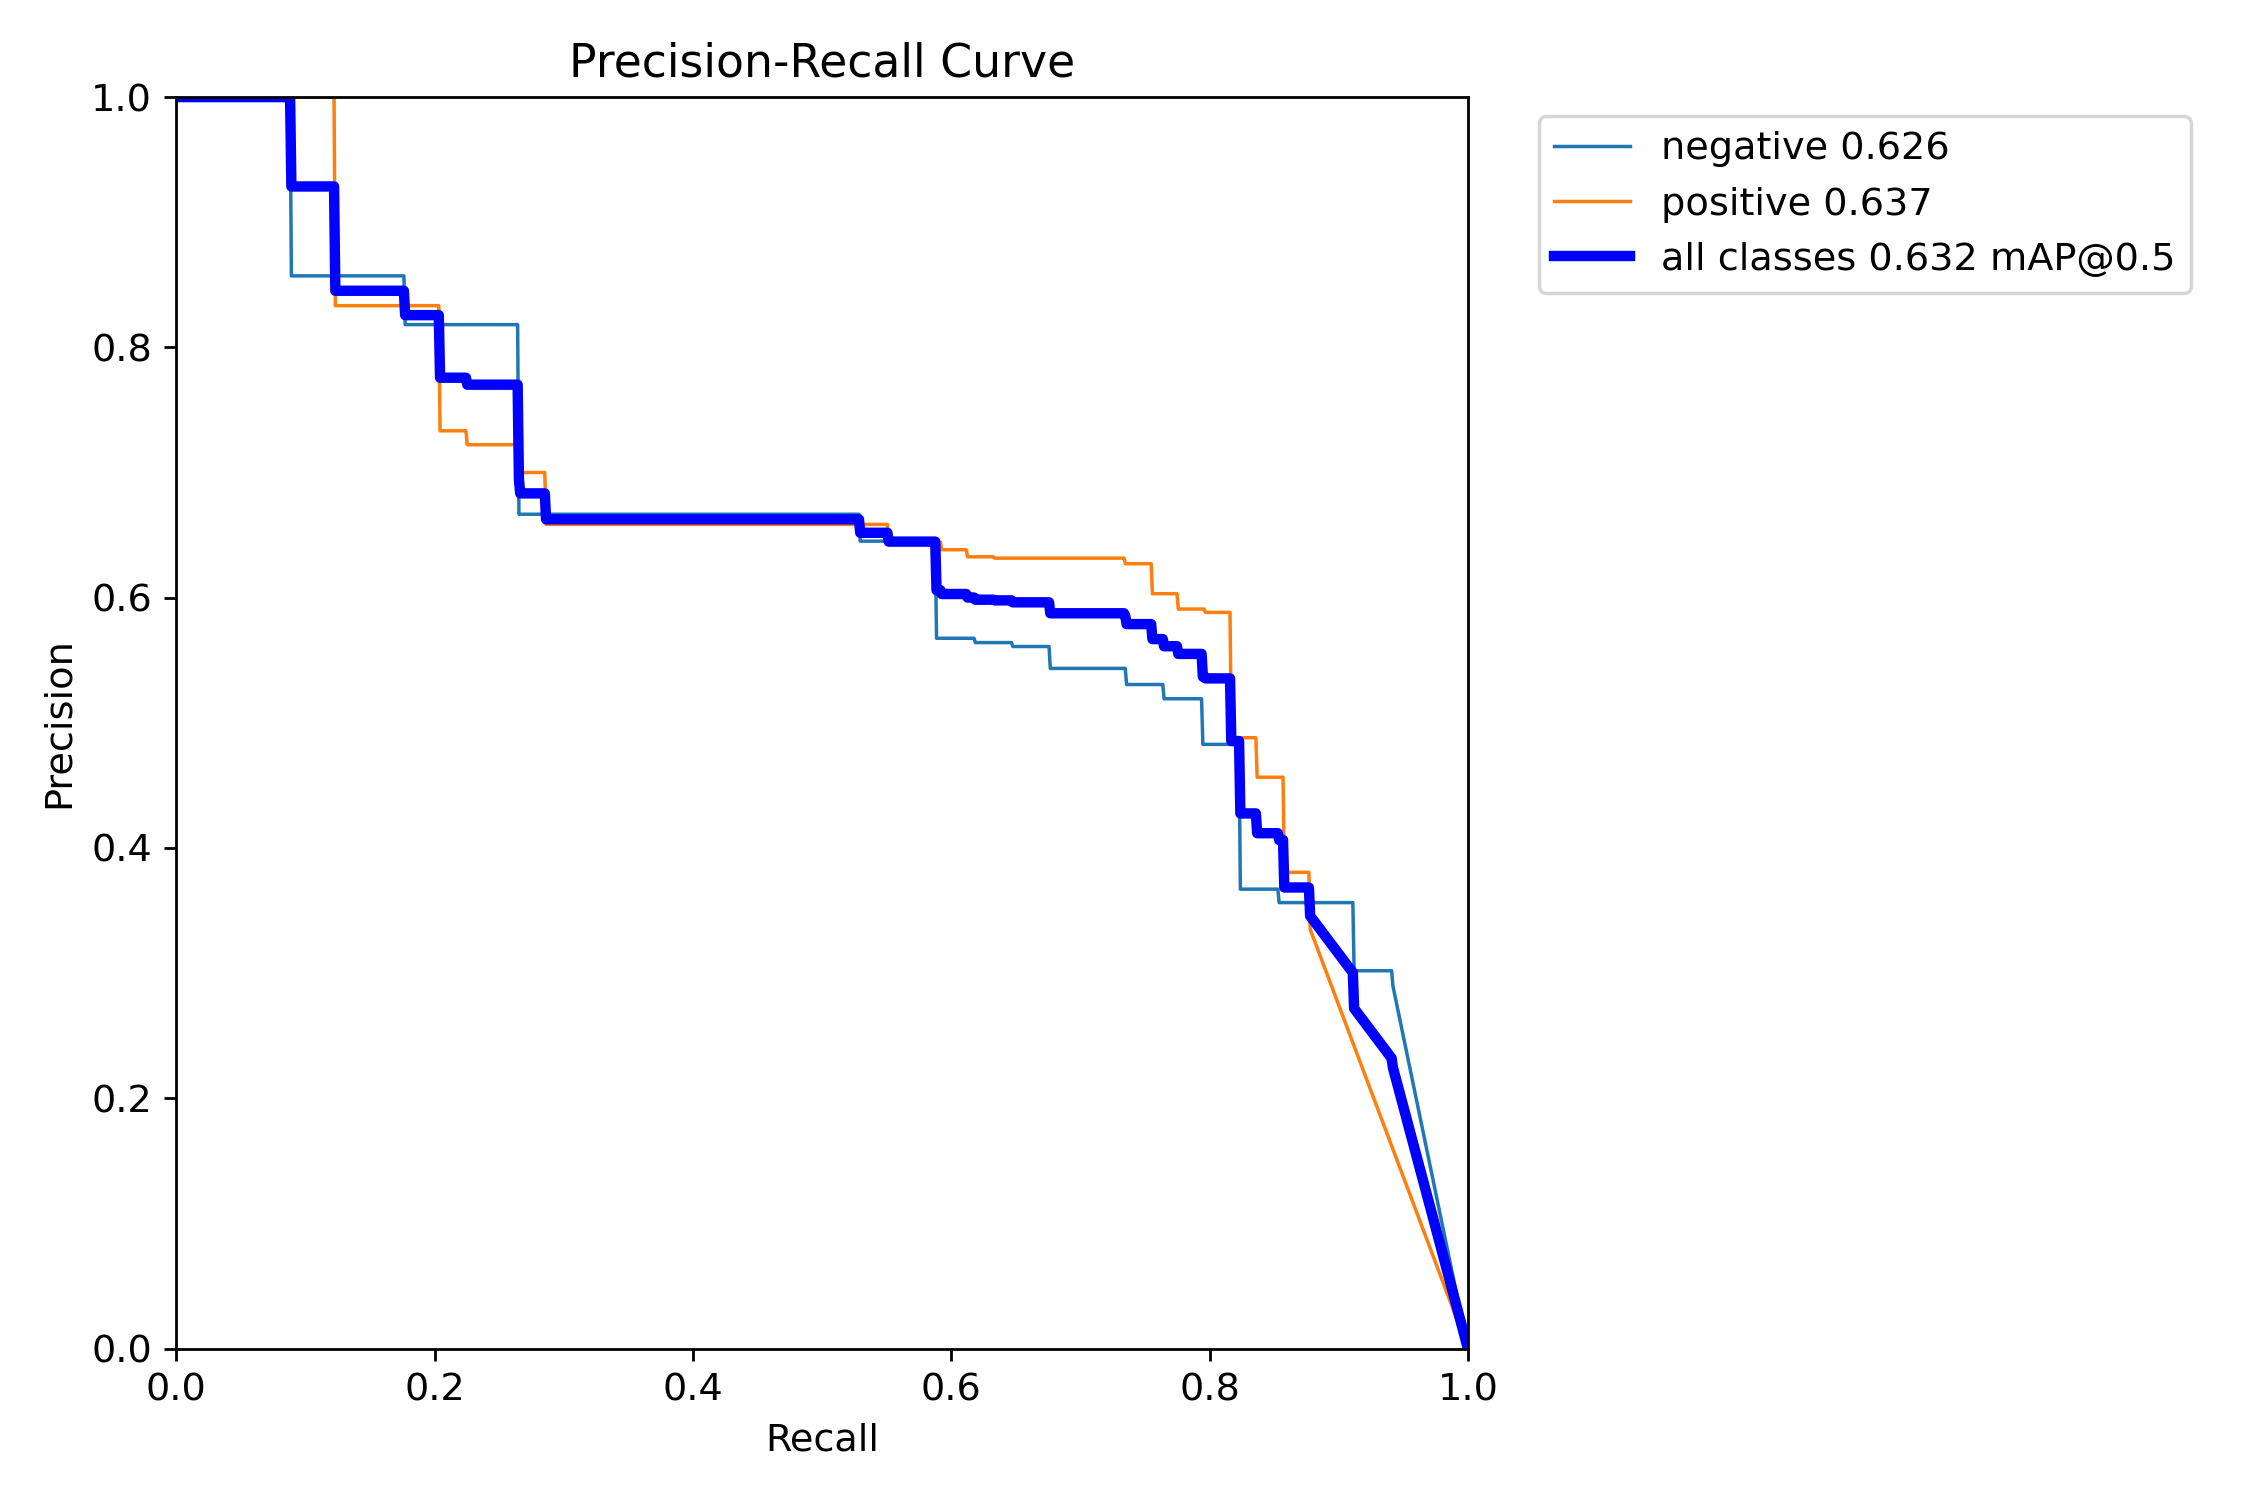 Precision-Recall Curve
1.0
0.8
0.6
0.4
0.2
0.0
Precision
0.0 0.2 0.4 0.6 0.8 1.0
Recall
negative 0.626
positive 0.637
all classes 0.632 mAP@0.5